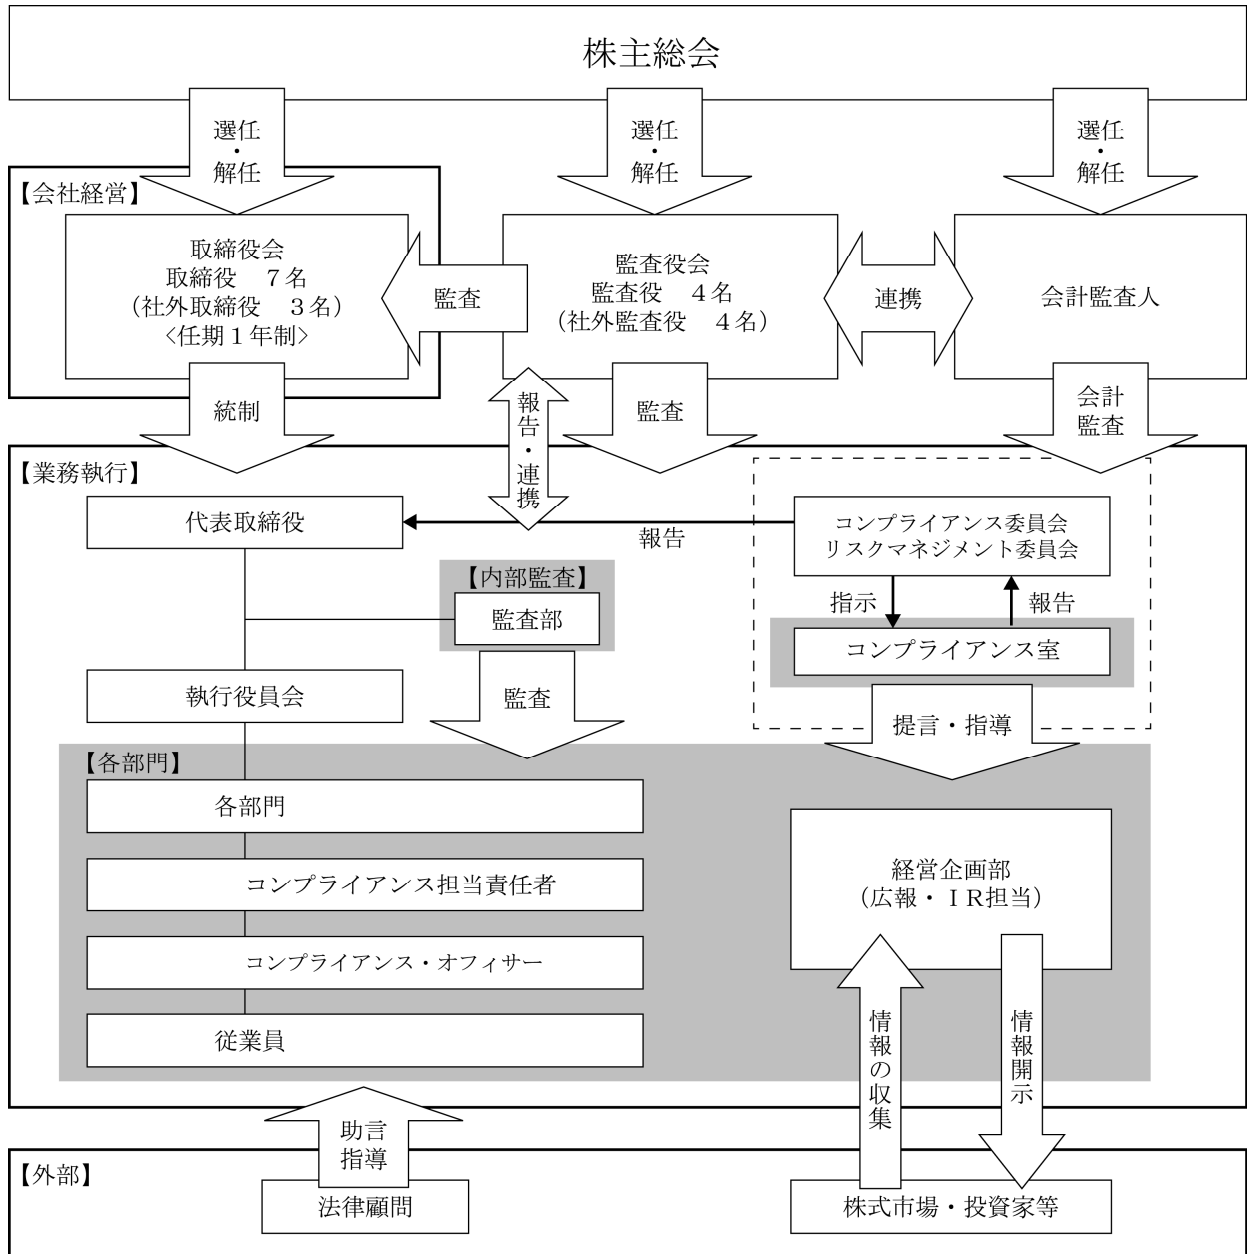 株主総会
選任
・
解任
選任
・
解任
選任
・
解任
【会社経営】
取締役会
取締役　７名
（社外取締役　３名）
<任期１年制>
監査
監査役会
監査役　４名
（社外監査役　４名）
連携
会計監査人
統制
報告・連携
監査
会計
監査
【業務執行】
代表取締役
報告
コンプライアンス委員会
リスクマネジメント委員会
【内部監査】
監査部
指示
報告
コンプライアンス室
執行役員会
監査
提言・指導
【各部門】
各部門
コンプライアンス担当責任者
コンプライアンス・オフィサー
従業員
経営企画部
（広報・ＩＲ担当）
情報の収集
情報開示
助言
指導
【外部】
法律顧問
株式市場・投資家等